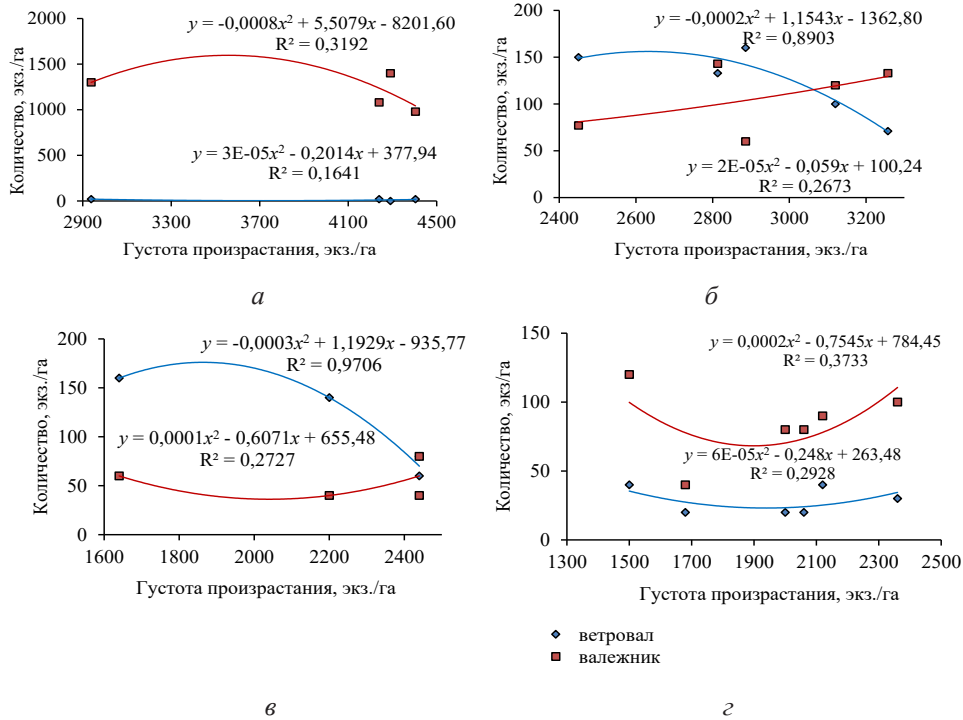 y = -0,0008x² + 5,5079x - 8201,60
R² = 0,3192
2000
1500
1000
500
0
Количество, экз./га
y = 3E-05x² - 0,2014x + 377,94
R² = 0,1641
2900 3300 3700 4100 4500
Густота произрастания, экз./га
а
y = -0,0002x² + 1,1543x - 1362,80
R² = 0,8903
200
150
100
50
0
Количество, экз./га
y = 2E-05x² - 0,059x + 100,24
R² = 0,2673
2400 2600 2800 3000 3200
Густота произрастания, экз./га
б
y = -0,0003x² + 1,1929x - 935,77
R² = 0,9706
200
150
100
50
0
Количество, экз./га
y = 0,0001x² - 0,6071x + 655,48
R² = 0,2727
1600 1800 2000 2200 2400
Густота произрастания, экз./га
в
y = 0,0002x² - 0,7545x + 784,45
R² = 0,3733
150
100
50
0
Количество, экз/га
y = 6E-05x² - 0,248x + 263,48
R² = 0,2928
1300 1500 1700 1900 2100 2300 2500
Густота произрастания, экз./га
ветровал
валежник
г